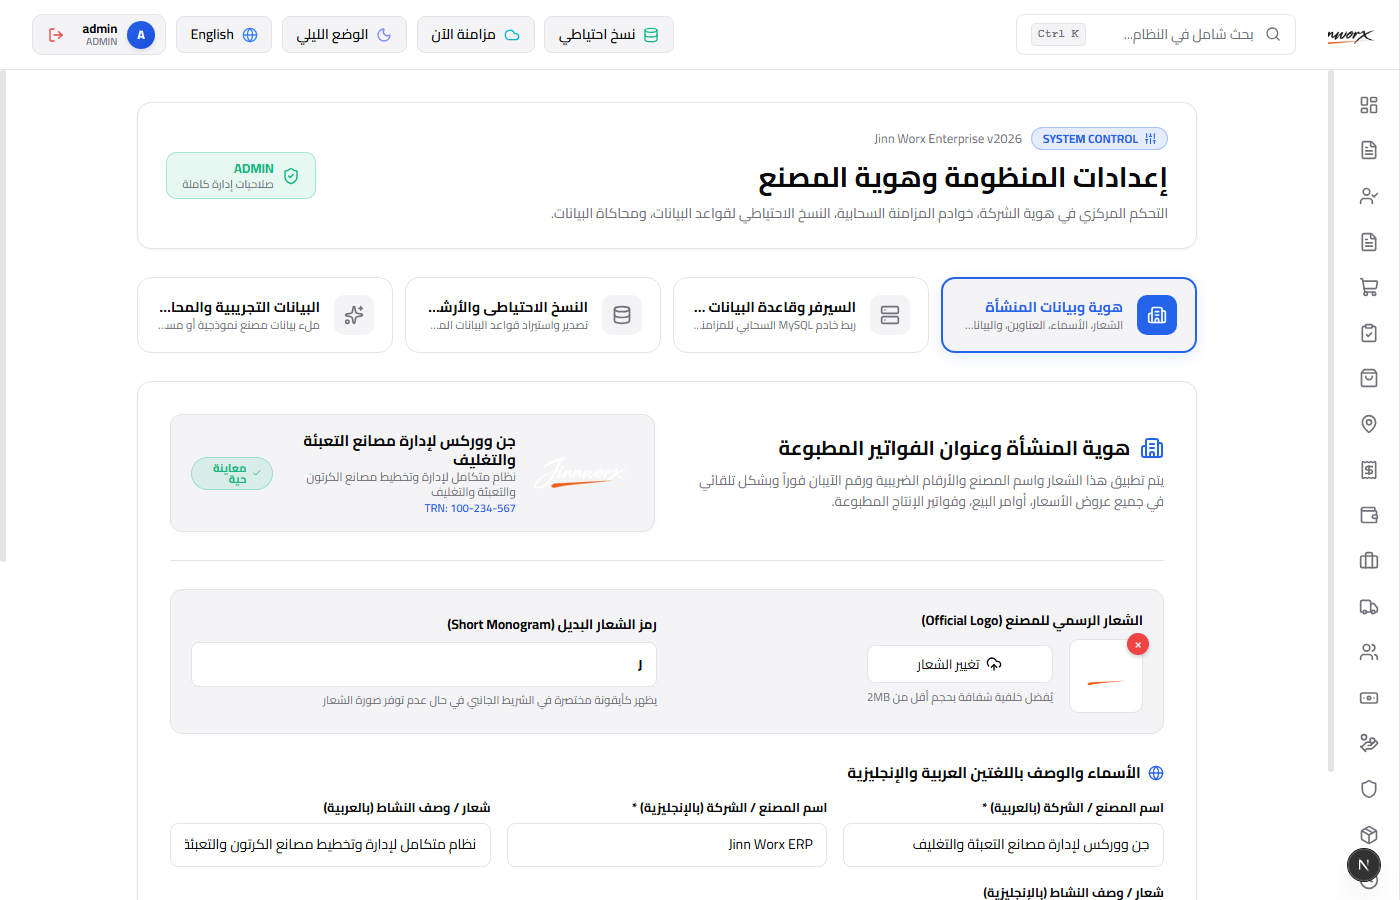 nworx
بحث شامل في النظام...
Ctrl K
نسخ احتياطي
مزامنة الآن
الوضع الليلي
English
admin
ADMIN
A
SYSTEM CONTROL
Jinn Worx Enterprise v2026
إعدادات المنظومة وهوية المصنع
التحكم المركزي في هوية الشركة، خوادم المزامنة السحابية، النسخ الاحتياطي لقواعد البيانات، ومحاكاة البيانات.
ADMIN
صلاحيات إدارة كاملة
هوية وبيانات المنشأة
الشعار، الأسماء، العناوين، والبيانا...
السيرفر وقاعدة البيانات ...
ربط خادم MySQL السحابي للمزامن...
النسخ الاحتياطي والأرش...
تصدير واستيراد قواعد البيانات الم...
البيانات التجريبية والمحا...
ملء بيانات مصنع نموذجية أو مس...
هوية المنشأة وعنوان الفواتير المطبوعة
يتم تطبيق هذا الشعار واسم المصنع والأرقام الضريبية ورقم الآيبان فوراً وبشكل تلقائي
في جميع عروض الأسعار، أوامر البيع، وفواتير الإنتاج المطبوعة.
Jinnworx
جن ووركس لإدارة مصانع التعبئة
والتغليف
نظام متكامل لإدارة وتخطيط مصانع الكرتون
والتعبئة والتغليف
TRN: 100-234-567
معاينة
حية
الشعار الرسمي للمصنع (Official Logo)
تغيير الشعار
يُفضل خلفية شفافة بحجم أقل من 2MB
رمز الشعار البديل (Short Monogram)
J
يظهر كأيقونة مختصرة في الشريط الجانبي في حال عدم توفر صورة الشعار
الأسماء والوصف باللغتين العربية والإنجليزية
اسم المصنع / الشركة (بالعربية) *
جن ووركس لإدارة مصانع التعبئة والتغليف
اسم المصنع / الشركة (بالإنجليزية) *
Jinn Worx ERP
شعار / وصف النشاط (بالعربية)
نظام متكامل لإدارة وتخطيط مصانع الكرتون والتعبئة
شعار / وصف النشاط (بالإنجليزية)
N